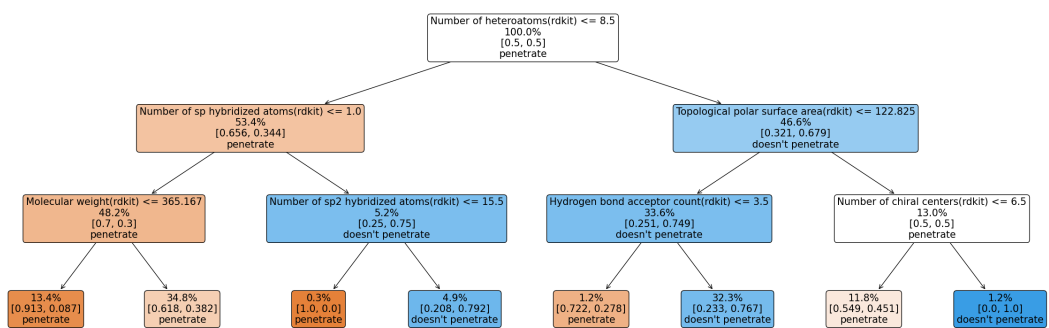 Number of heteroatoms(rdkit) <= 8.5
100.0%
[0.5, 0.5]
penetrate
Number of sp hybridized atoms(rdkit) <= 1.0
53.4%
[0.656, 0.344]
penetrate
Topological polar surface area(rdkit) <= 122.825
46.6%
[0.321, 0.679]
doesn't penetrate
Molecular weight(rdkit) <= 365.167
48.2%
[0.7, 0.3]
penetrate
Number of sp2 hybridized atoms(rdkit) <= 15.5
5.2%
[0.25, 0.75]
doesn't penetrate
Hydrogen bond acceptor count(rdkit) <= 3.5
33.6%
[0.251, 0.749]
doesn't penetrate
Number of chiral centers(rdkit) <= 6.5
13.0%
[0.5, 0.5]
penetrate
13.4%
[0.913, 0.087]
penetrate
34.8%
[0.618, 0.382]
penetrate
0.3%
[1.0, 0.0]
penetrate
4.9%
[0.208, 0.792]
doesn't penetrate
1.2%
[0.722, 0.278]
penetrate
32.3%
[0.233, 0.767]
doesn't penetrate
11.8%
[0.549, 0.451]
penetrate
1.2%
[0.0, 1.0]
doesn't penetrate